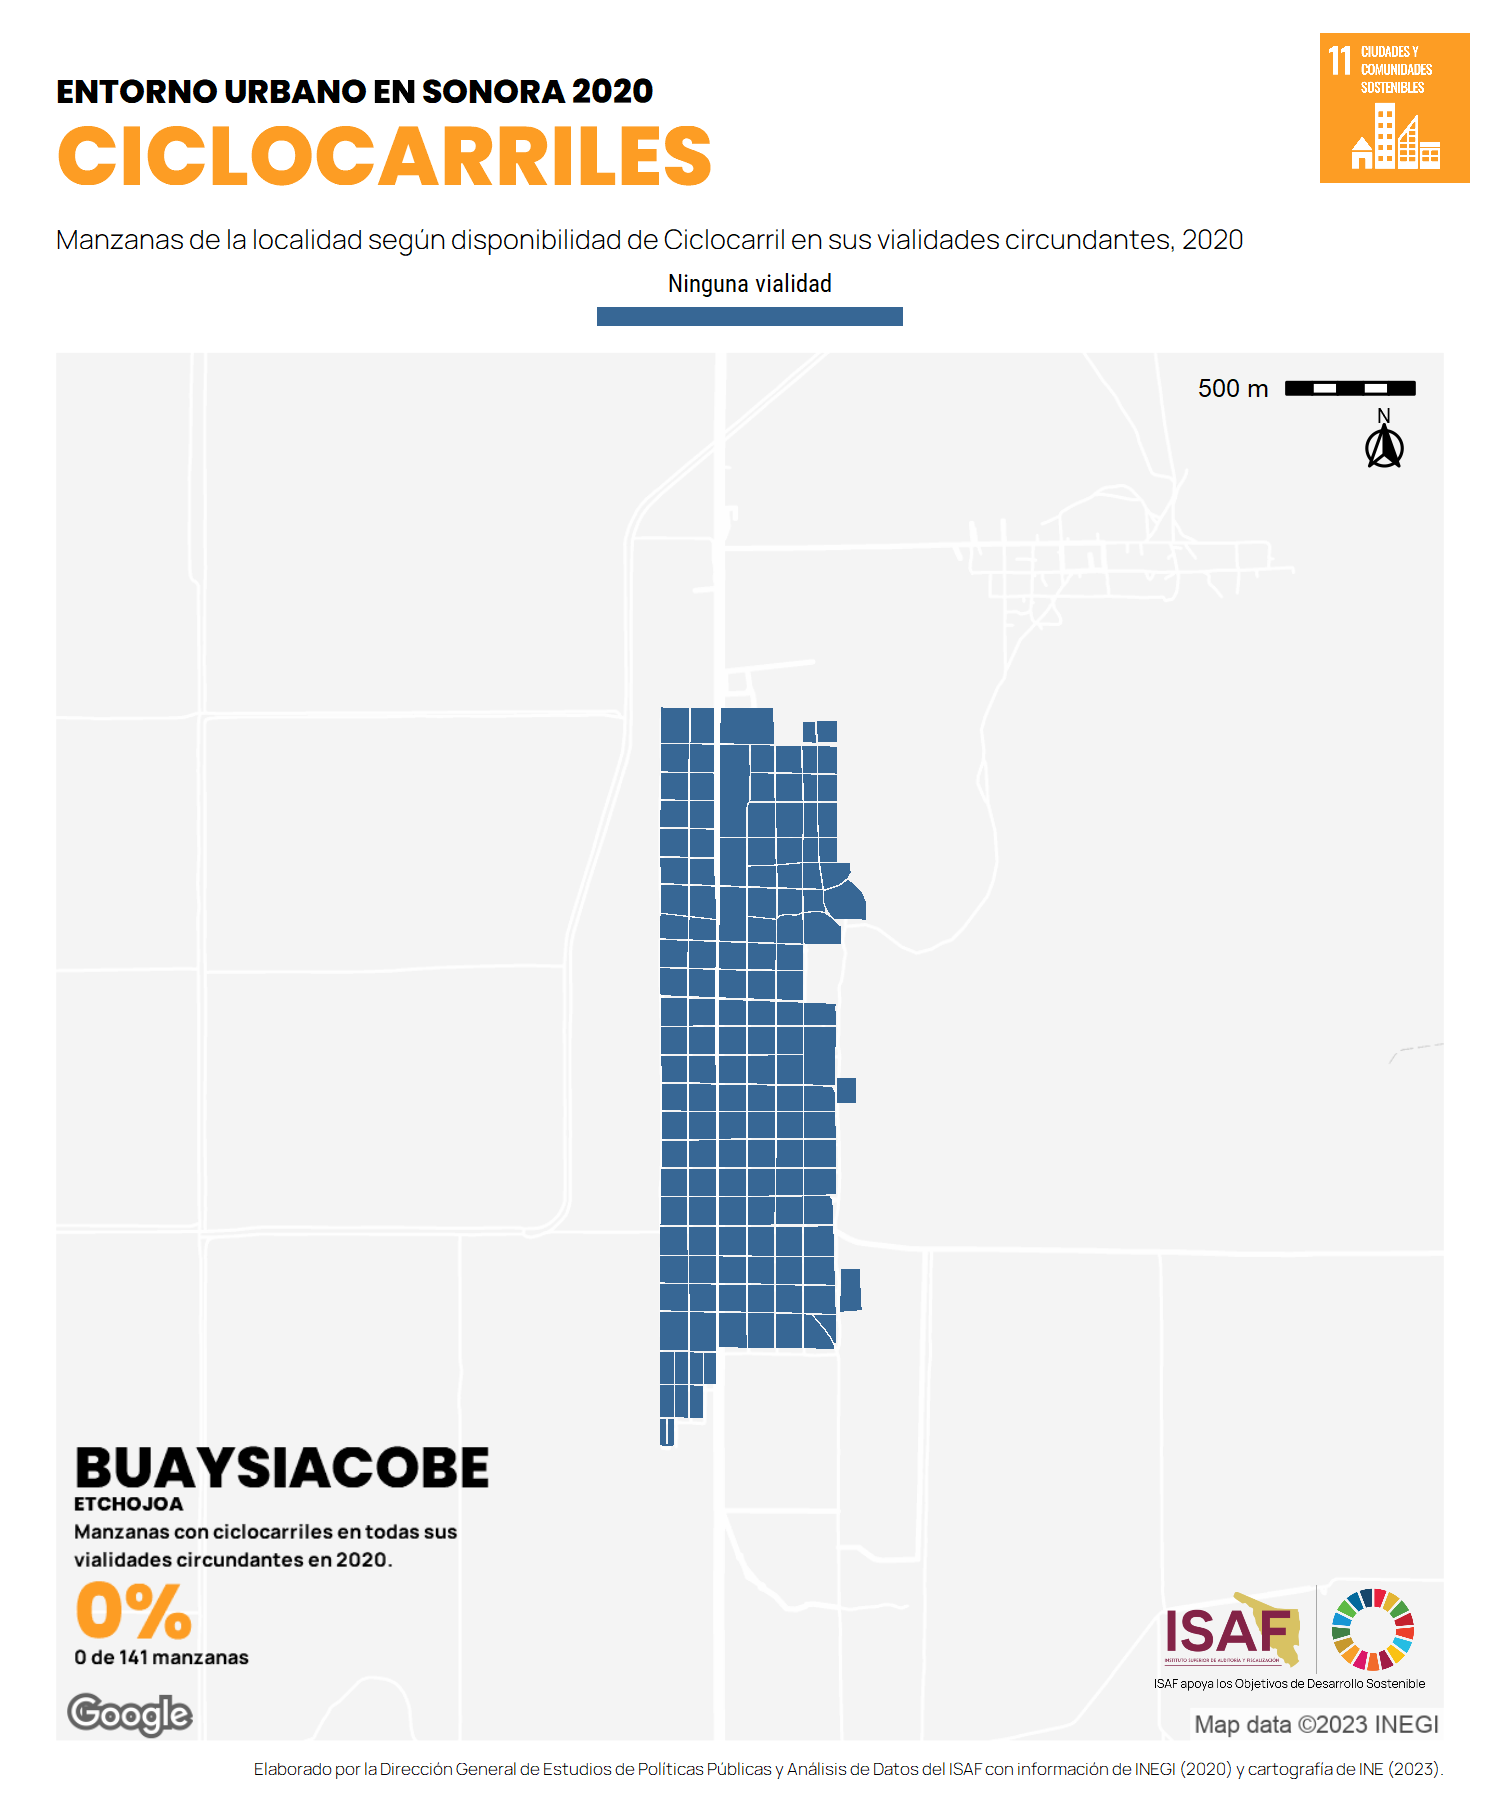 ENTORNO URBANO EN SONORA 2020
CICLOCARRILES
11 CIUDADES Y
COMUNIDADES
SOSTENIBLES
Manzanas de la localidad según disponibilidad de Ciclocarril en sus vialidades circundantes, 2020
Ninguna vialidad
500 m
N
BUAYSIACOBE
ETCHOJOA
Manzanas con ciclocarriles en todas sus
vialidades circundantes en 2020.
0%
0 de 141 manzanas
Google
ISAF
INSTITUTO SUPERIOR DE AUDITORÍA Y FISCALIZACIÓN
ISAF apoya los Objetivos de Desarrollo Sostenible
Map data ©2023 INEGI
Elaborado por la Dirección General de Estudios de Políticas Públicas y Análisis de Datos del ISAF con información de INEGI (2020) y cartografía de INE (2023).